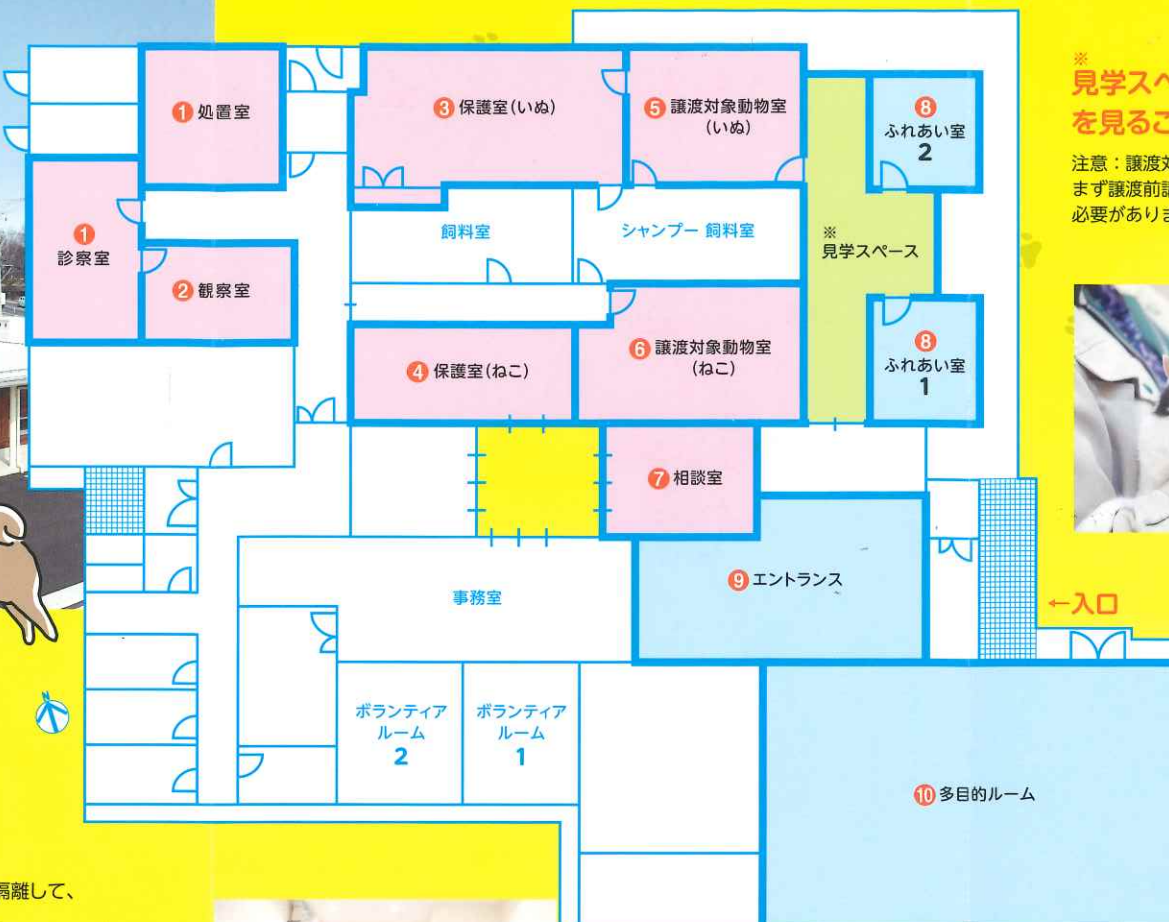 ❶ 処置室
❸ 保護室(いぬ)
❺ 譲渡対象動物室
(いぬ)
❽
ふれあい室
2
※
見学スペ
を見るこ
注意：譲渡対
まず譲渡前講
必要がありま
❶
診察室
❷ 観察室
飼料室
シャンプー 飼料室
※
見学スペース
❹ 保護室(ねこ)
❻ 譲渡対象動物室
(ねこ)
❽
ふれあい室
1
❼ 相談室
事務室
❾ エントランス
←入口
N
ボランティア
ルーム
2
ボランティア
ルーム
1
❿ 多目的ルーム
隔離して、